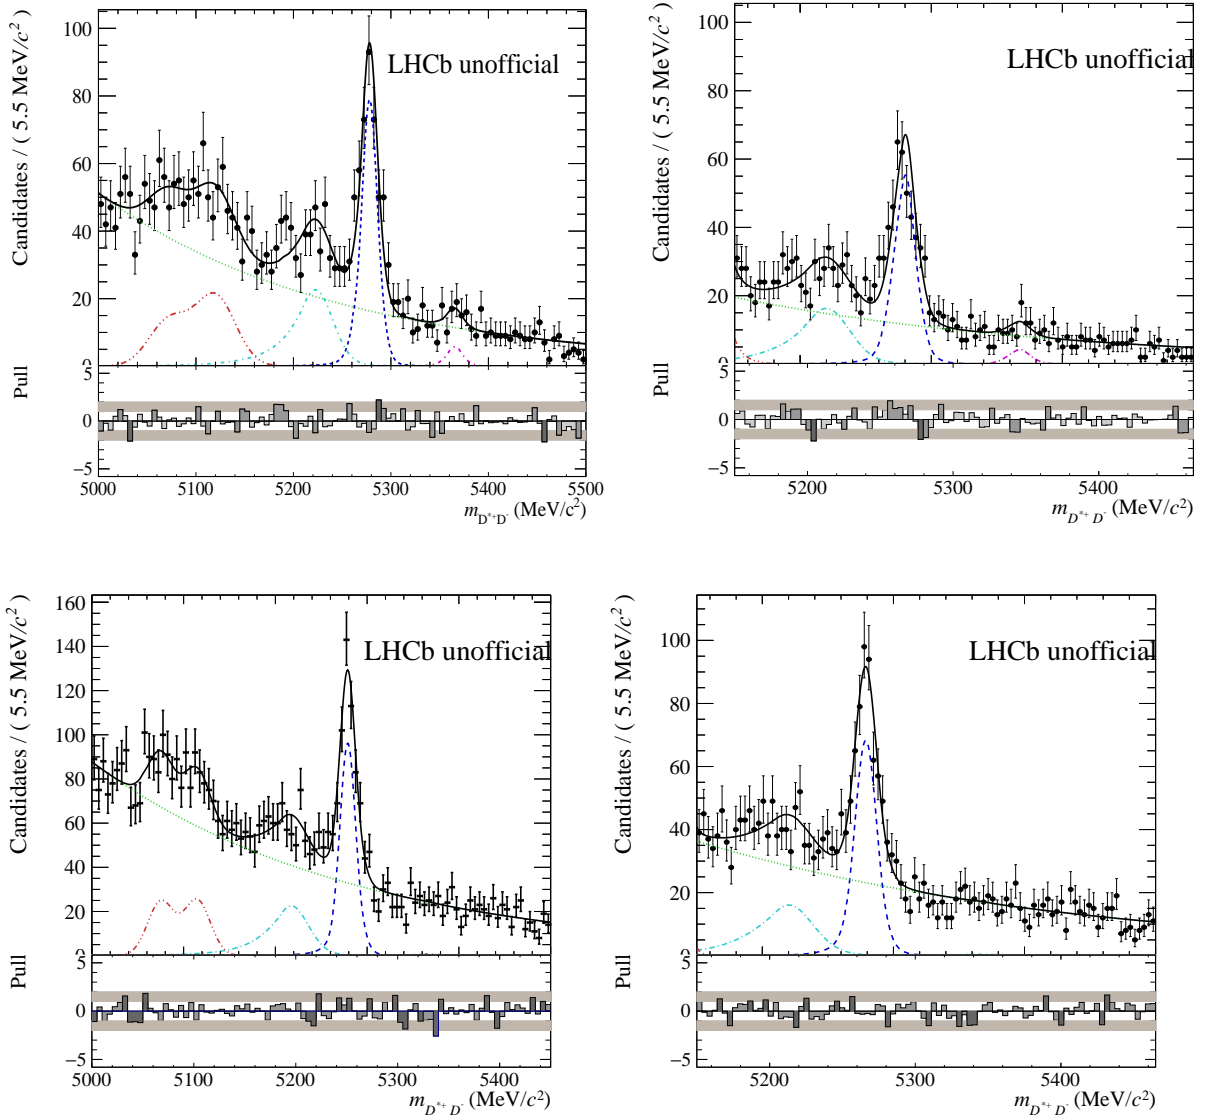 Candidates / ( 5.5 MeV/c²
)
100
80
60
40
20
0
LHCb unofficial
Pull
5
0
−5
5000 5100 5200 5300 5400 5500
m_{D*+D-} (MeV/c²)
Candidates / ( 5.5 MeV/c²
)
100
80
60
40
20
0
LHCb unofficial
Pull
5
0
−5
5200 5300 5400
m_{D*+ D-} (MeV/c²)
Candidates / ( 5.5 MeV/c²
)
160
140
120
100
80
60
40
20
LHCb unofficial
Pull
5
0
−5
5000 5100 5200 5300 5400
m_{D*+ D-} (MeV/c²)
Candidates / ( 5.5 MeV/c²
)
100
80
60
40
20
0
LHCb unofficial
Pull
5
0
−5
5200 5300 5400
m_{D*+ D-} (MeV/c²)